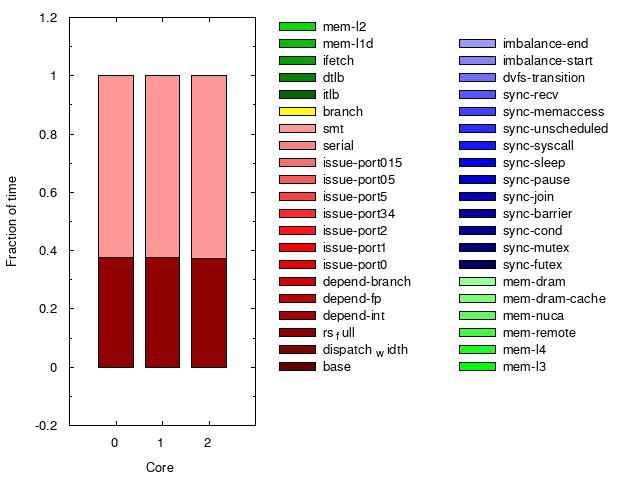 1.2
1
0.8
0.6
0.4
0.2
0
-0.2
Fraction of time
0 1 2
Core
mem-l2
mem-l1d
ifetch
dtlb
itlb
branch
smt
serial
issue-port015
issue-port05
issue-port5
issue-port34
issue-port2
issue-port1
issue-port0
depend-branch
depend-fp
depend-int
rsfull
dispatchwidth
base
imbalance-end
imbalance-start
dvfs-transition
sync-recv
sync-memaccess
sync-unscheduled
sync-syscall
sync-sleep
sync-pause
sync-join
sync-barrier
sync-cond
sync-mutex
sync-futex
mem-dram
mem-dram-cache
mem-nuca
mem-remote
mem-l4
mem-l3